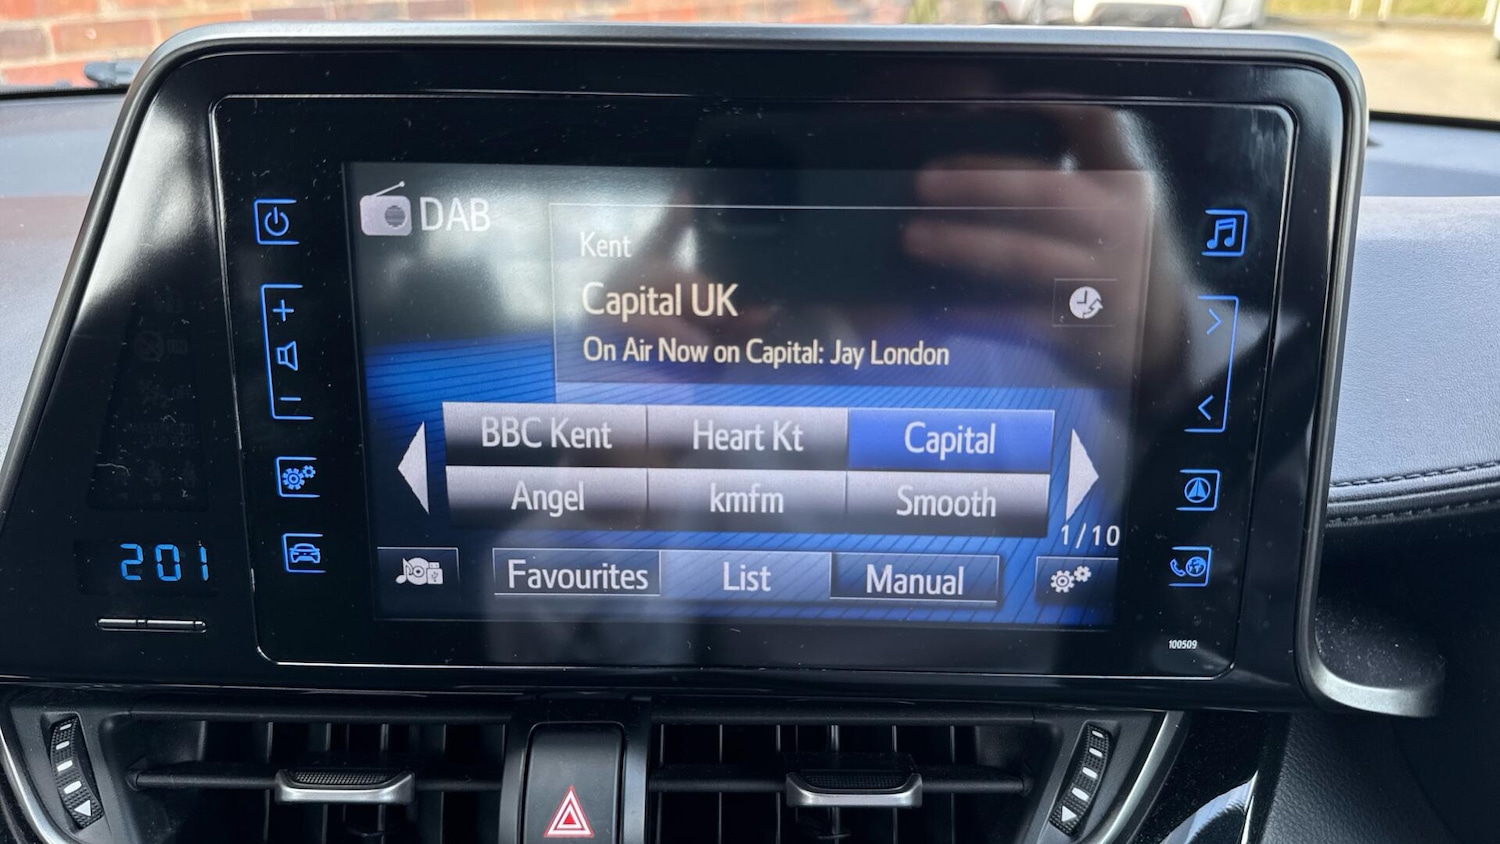 DAB
Kent
Capital UK
On Air Now on Capital: Jay London
BBC Kent Heart Kt Capital
Angel kmfm Smooth
1/10
201
Favourites List Manual
100509